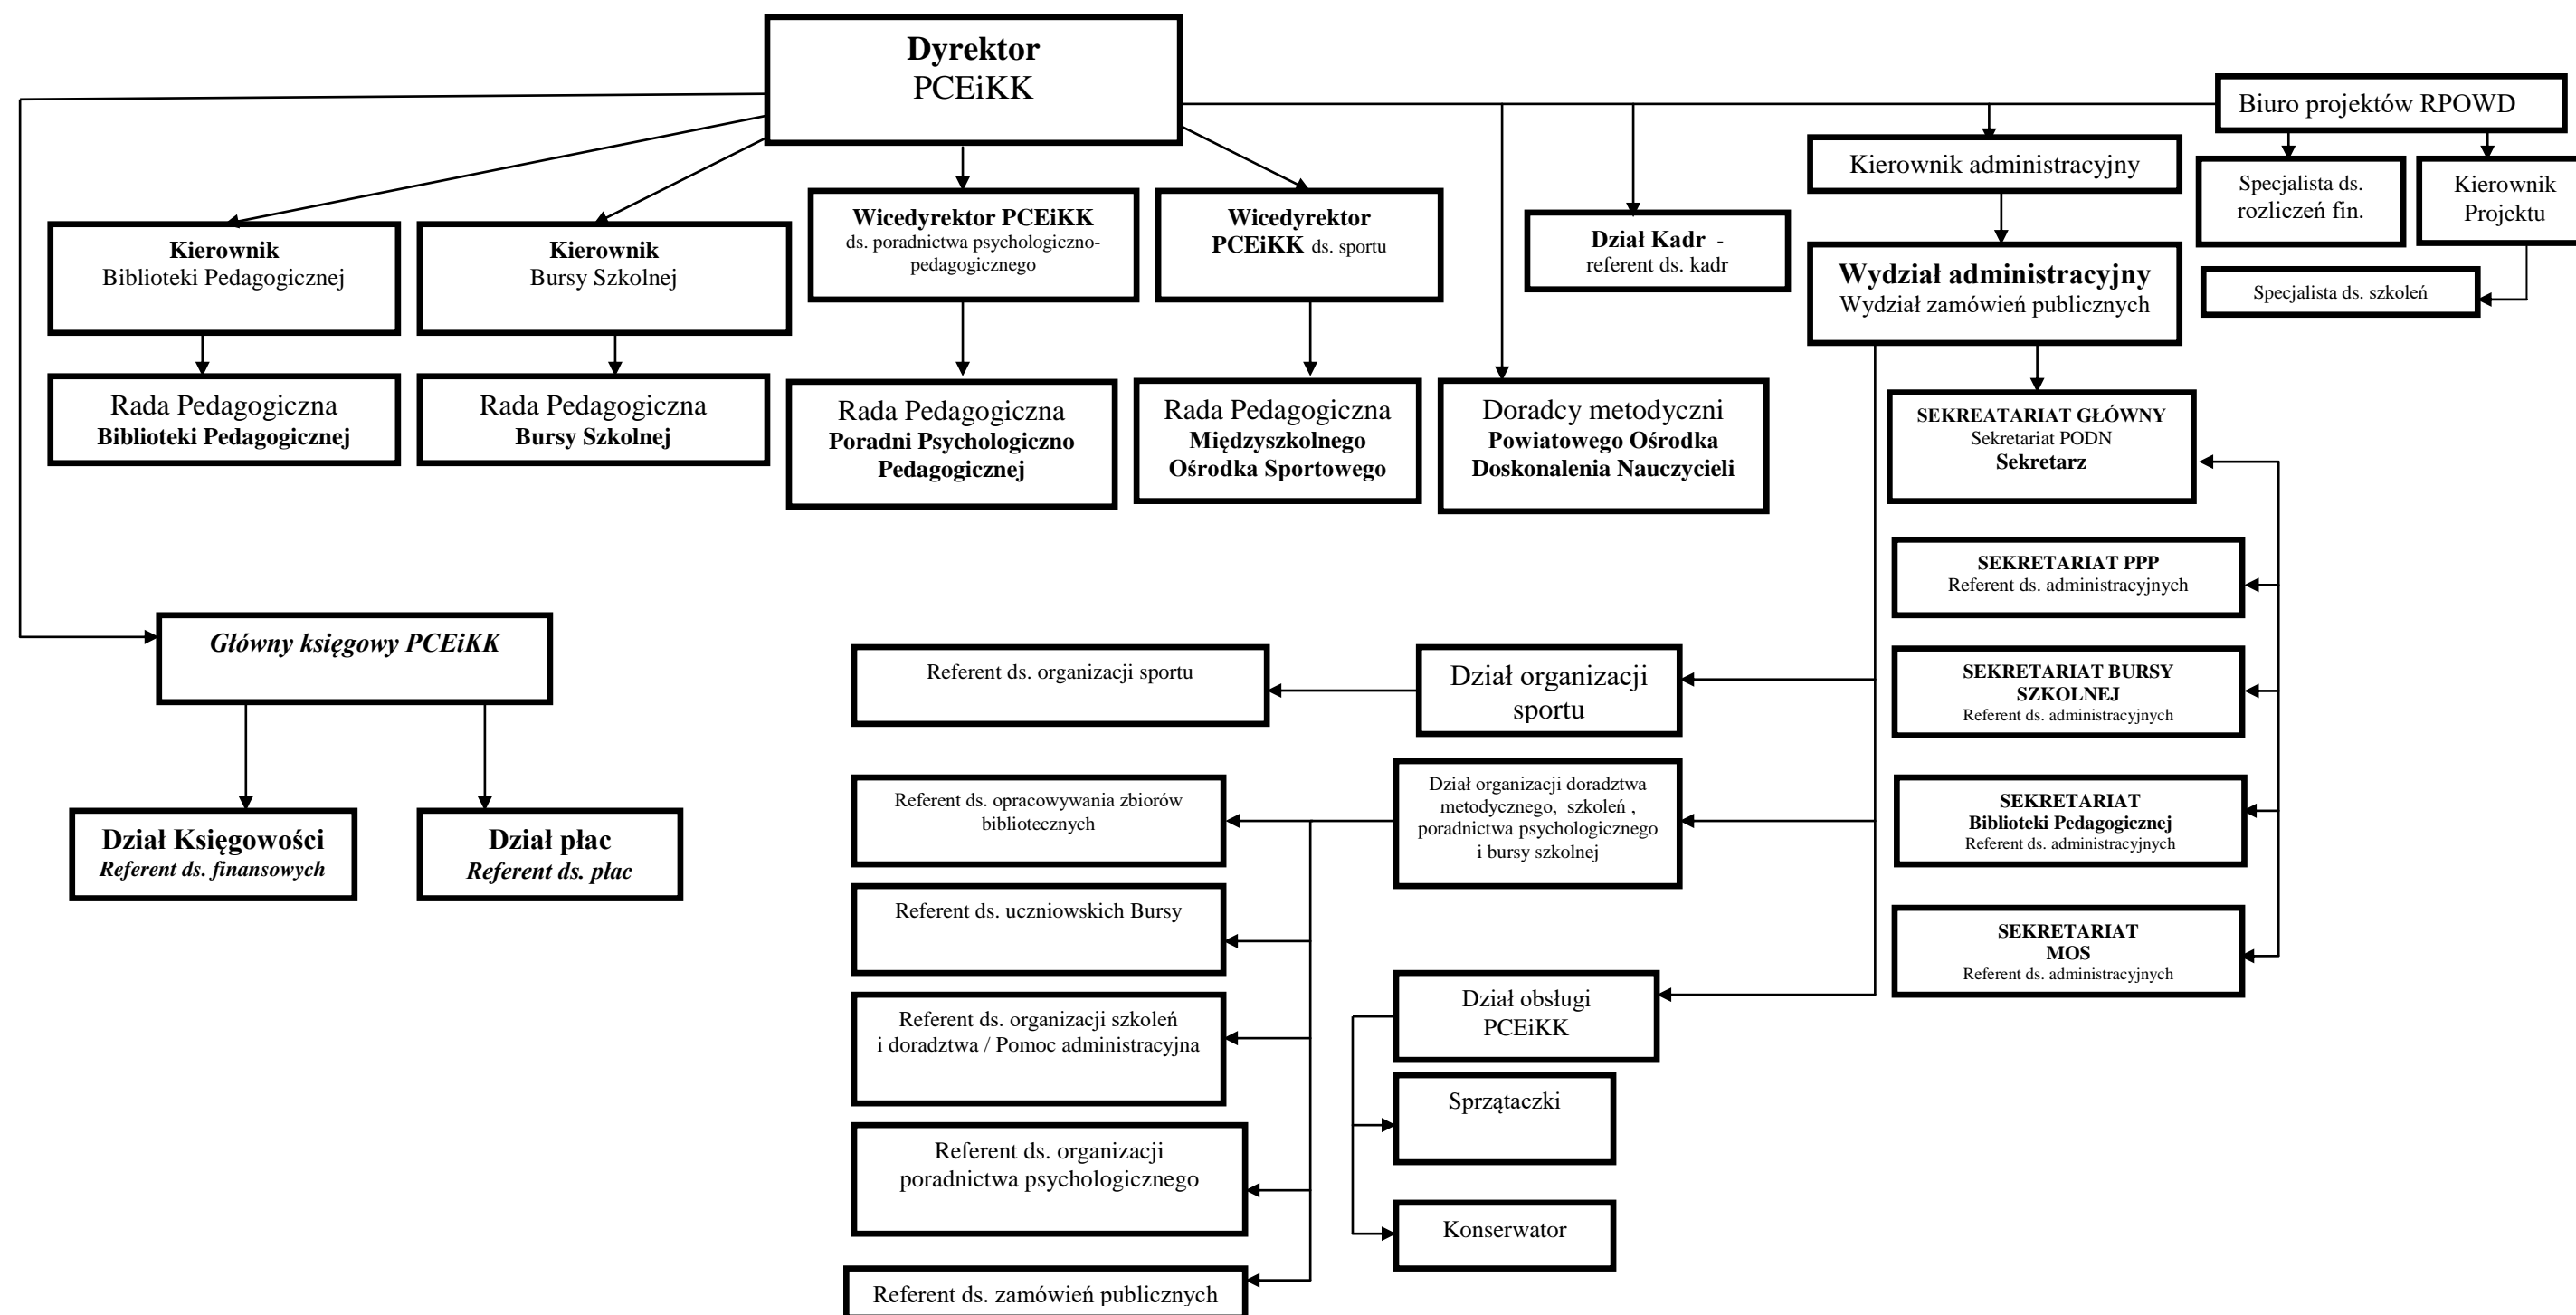 Dyrektor
PCEiKK
Biuro projektów RPOWD
Kierownik administracyjny
Specjalista ds.
rozliczeń fin.
Kierownik
Projektu
Kierownik
Biblioteki Pedagogicznej
Kierownik
Bursy Szkolnej
Wicedyrektor PCEiKK
ds. poradnictwa psychologiczno-
pedagogicznego
Wicedyrektor
PCEiKK ds. sportu
Dział Kadr -
referent ds. kadr
Wydział administracyjny
Wydział zamówień publicznych
Specjalista ds. szkoleń
Rada Pedagogiczna
Biblioteki Pedagogicznej
Rada Pedagogiczna
Bursy Szkolnej
Rada Pedagogiczna
Poradni Psychologiczno
Pedagogicznej
Rada Pedagogiczna
Międzyszkolnego
Ośrodka Sportowego
Doradcy metodyczni
Powiatowego Ośrodka
Doskonalenia Nauczycieli
SEKREATARIAT GŁÓWNY
Sekretariat PODN
Sekretarz
SEKRETARIAT PPP
Referent ds. administracyjnych
Główny księgowy PCEiKK
Referent ds. organizacji sportu
Dział organizacji
sportu
SEKRETARIAT BURSY
SZKOLNEJ
Referent ds. administracyjnych
Dział Księgowości
Referent ds. finansowych
Dział płac
Referent ds. płac
Referent ds. opracowywania zbiorów
bibliotecznych
Dział organizacji doradztwa
metodycznego, szkoleń ,
poradnictwa psychologicznego
i bursy szkolnej
SEKRETARIAT
Biblioteki Pedagogicznej
Referent ds. administracyjnych
Referent ds. uczniowskich Bursy
SEKRETARIAT
MOS
Referent ds. administracyjnych
Referent ds. organizacji szkoleń
i doradztwa / Pomoc administracyjna
Dział obsługi
PCEiKK
Sprzątaczki
Referent ds. organizacji
poradnictwa psychologicznego
Konserwator
Referent ds. zamówień publicznych